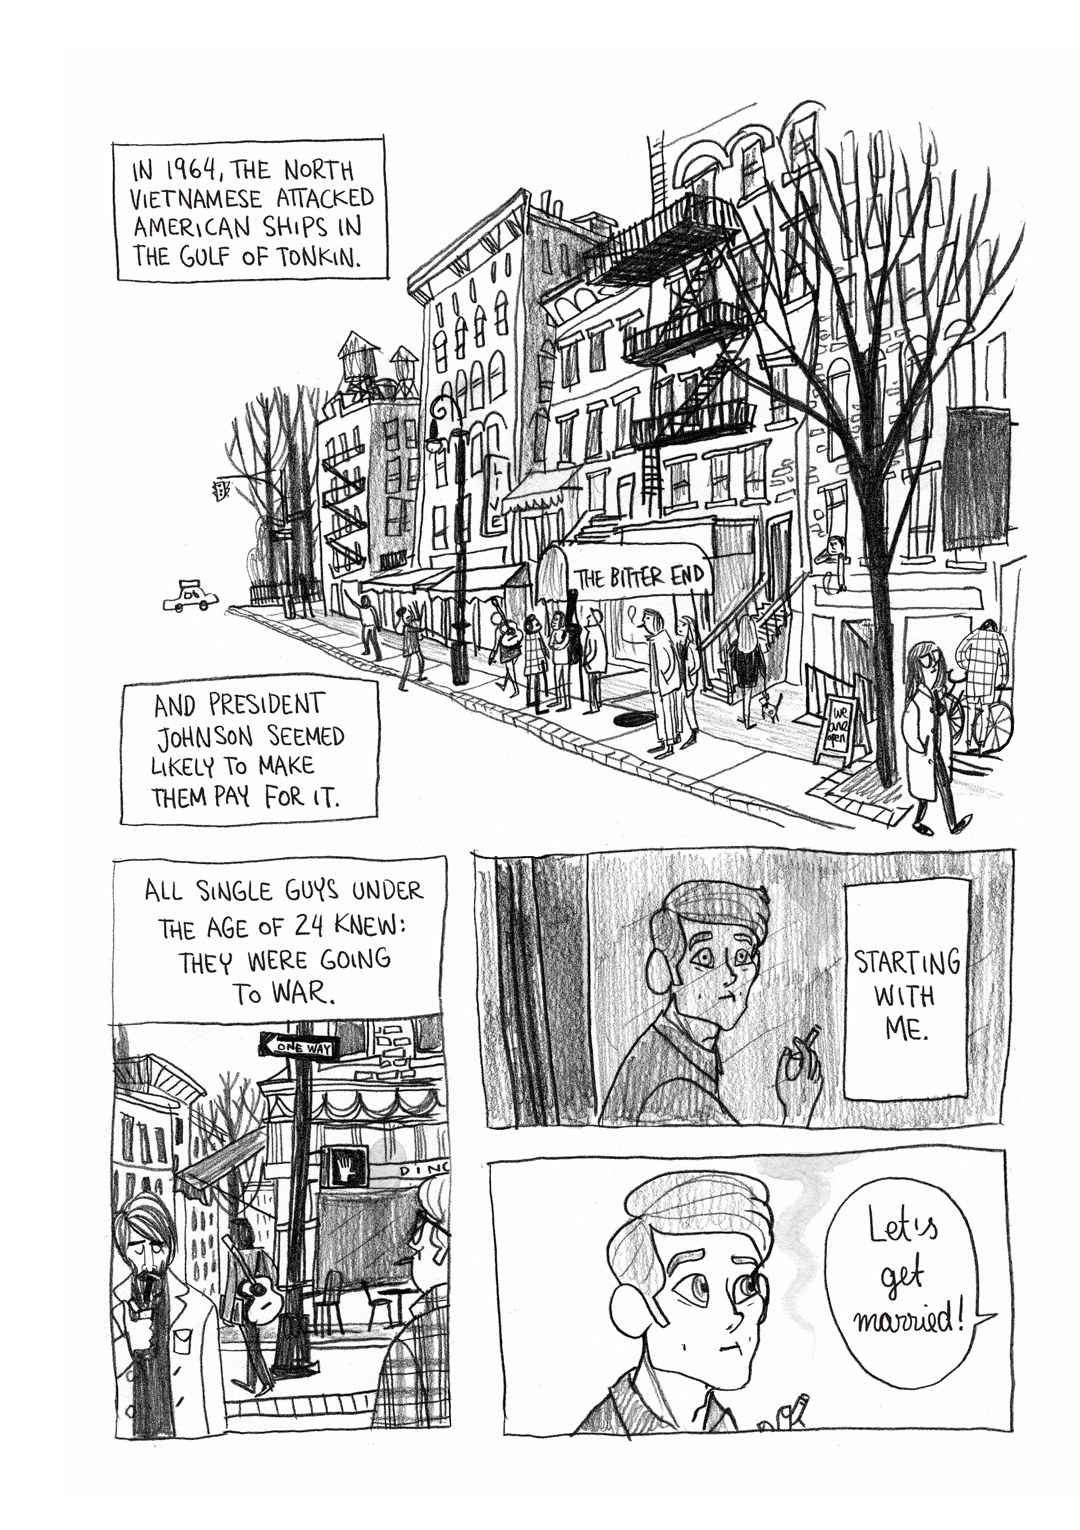 IN 1964, THE NORTH
VIETNAMESE ATTACKED
AMERICAN SHIPS IN
THE GULF OF TONKIN.
LIVE
THE BITTER END
we
are
open
AND PRESIDENT
JOHNSON SEEMED
LIKELY TO MAKE
THEM PAY FOR IT.
ALL SINGLE GUYS UNDER
THE AGE OF 24 KNEW:
THEY WERE GOING
TO WAR.
ONE WAY
DINE
STARTING
WITH
ME.
Let's
get
married!